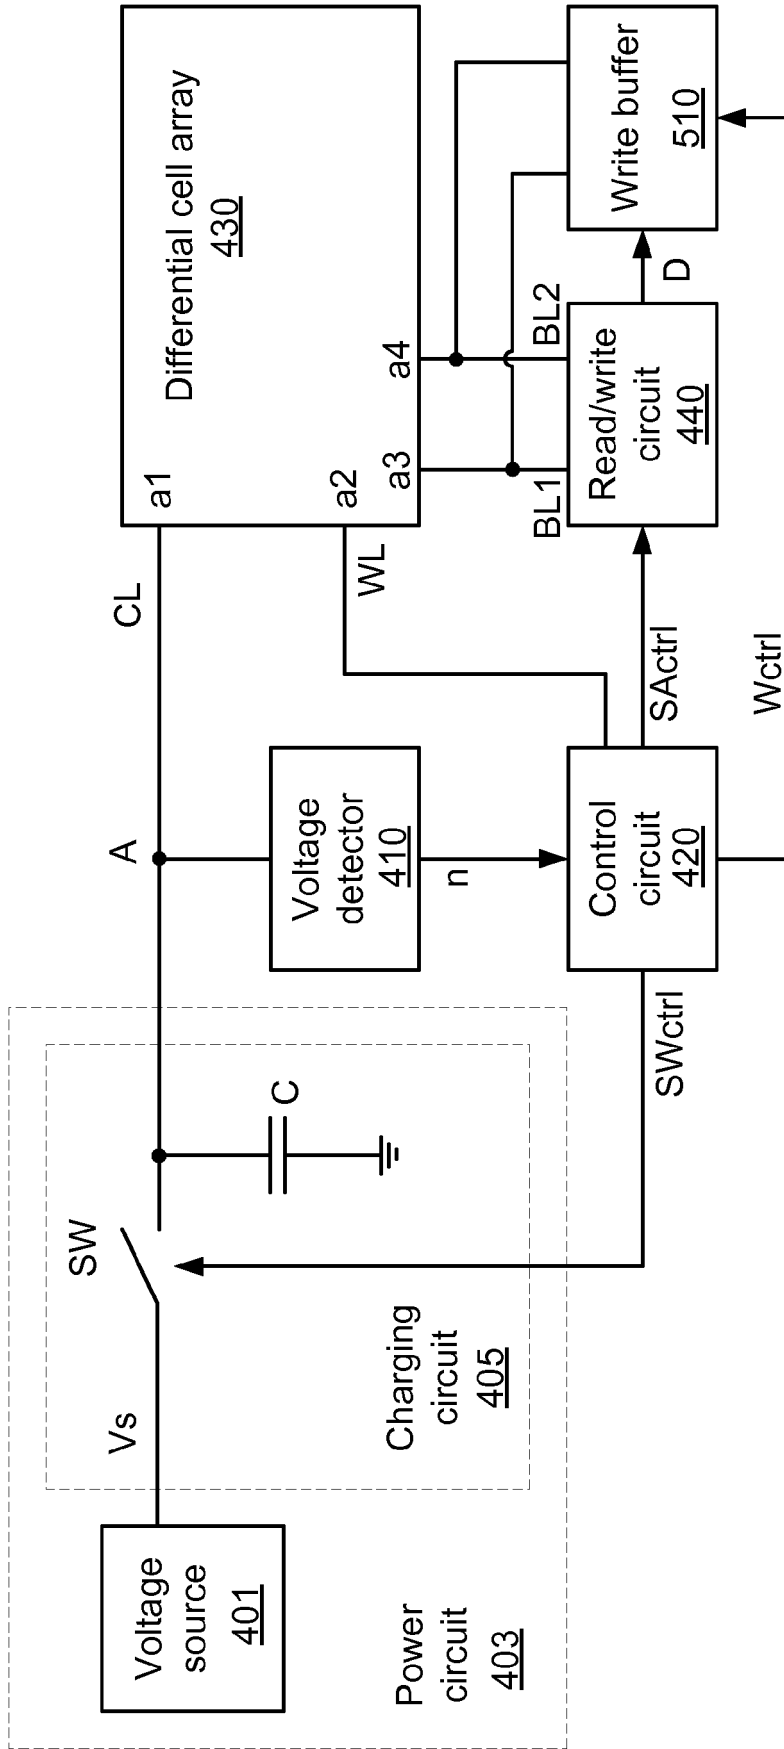 Voltage
source
401
Vs
SW
C
Charging
circuit
405
Power
circuit
403
A
CL
Voltage
detector
410
n
Control
circuit
420
SWctrl
WL
SActrl
Wctrl
a1
a2
a3
a4
Differential cell array
430
BL1
BL2
Read/write
circuit
440
D
Write buffer
510